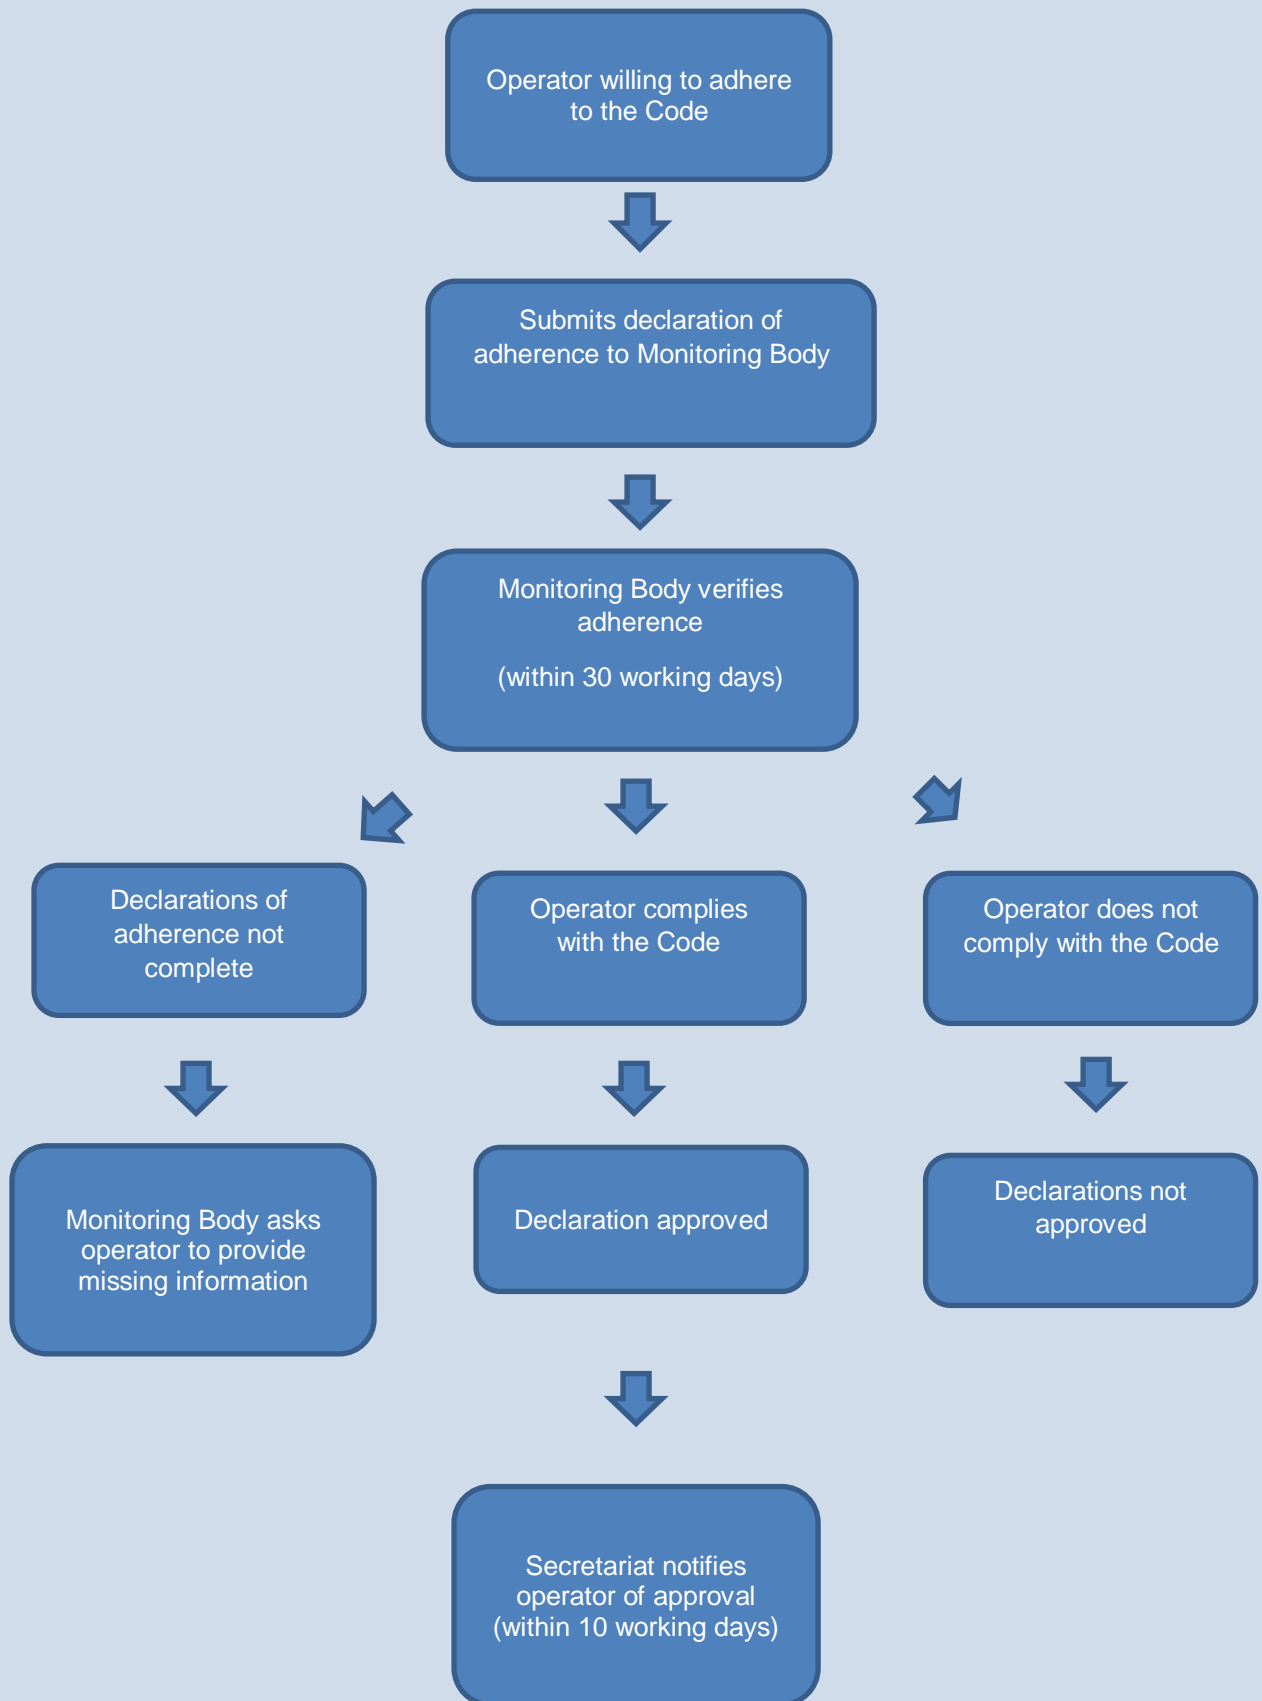 Operator willing to adhere
to the Code
Submits declaration of
adherence to Monitoring Body
Monitoring Body verifies
adherence
(within 30 working days)
Declarations of
adherence not
complete
Operator complies
with the Code
Operator does not
comply with the Code
Monitoring Body asks
operator to provide
missing information
Declaration approved
Declarations not
approved
Secretariat notifies
operator of approval
(within 10 working days)